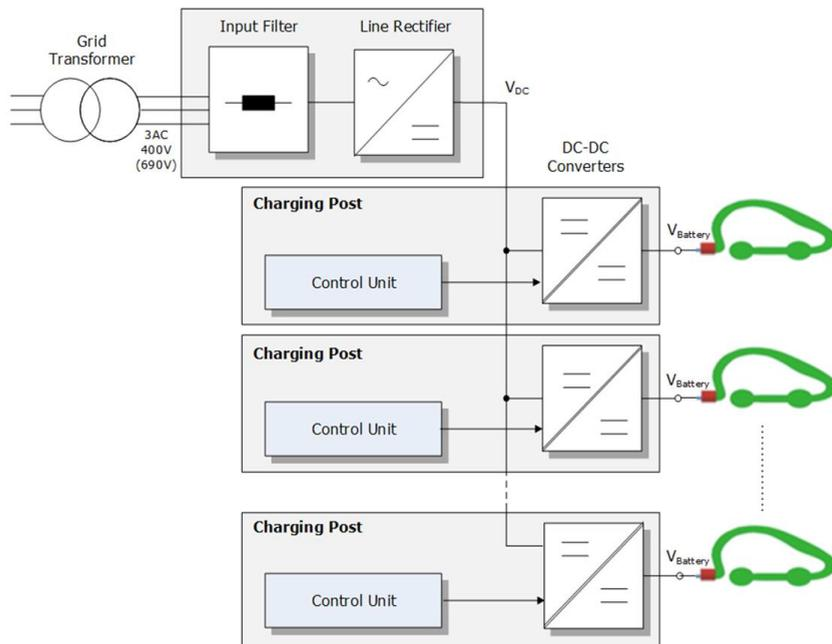 Grid
Transformer
Input Filter
Line Rectifier
3AC
400V
(690V)
VDC
DC-DC
Converters
Charging Post
Control Unit
VBattery
Charging Post
Control Unit
VBattery
Charging Post
Control Unit
VBattery